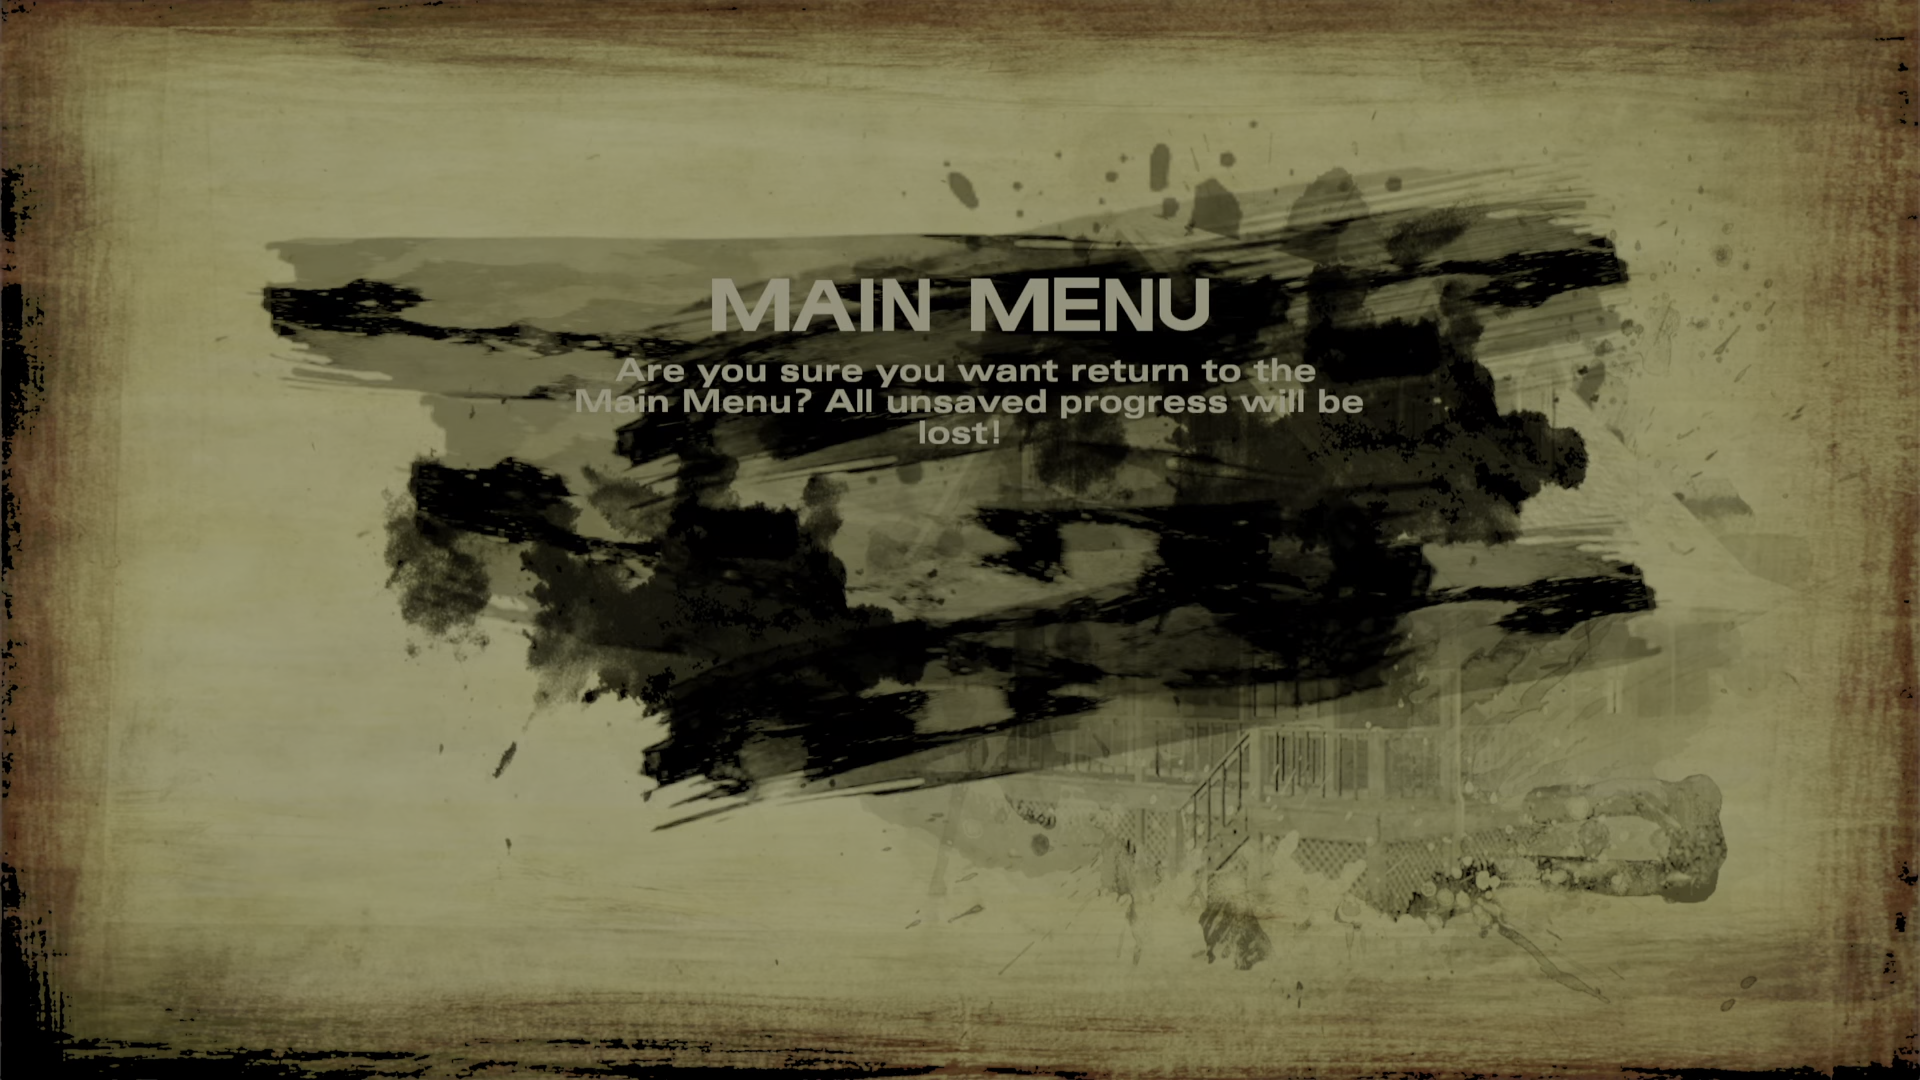 MAIN MENU
Are you sure you want return to the
Main Menu? All unsaved progress will be
lost!